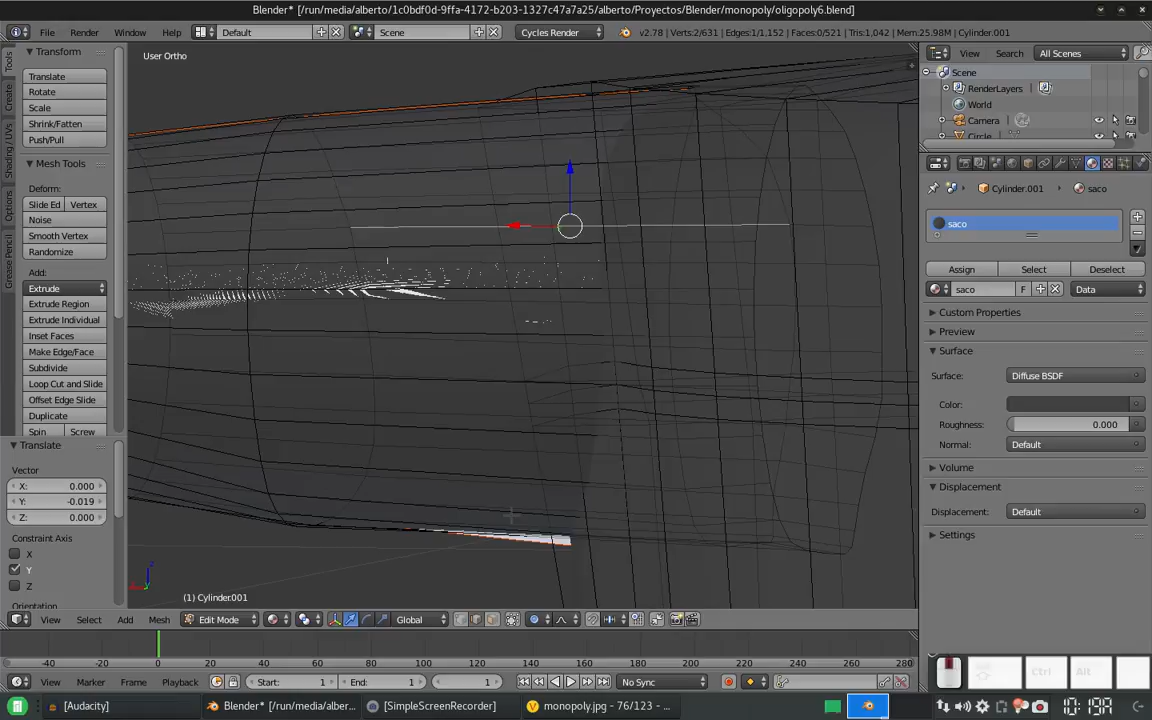 Blender* [/run/media/alberto/1c0bdf0d-9ffa-4172-b203-1327c47a7a25/alberto/Proyectos/Blender/monopoly/oligopoly6.blend]
File Render Window Help Default Scene Cycles Render v2.78 | Verts:2/631 | Edges:1/1,152 | Faces:0/521 | Tris:1,042 | Mem:25.98M | Cylinder.001
Tools
Create
Shading / UVs
Options
Grease Pencil
Transform
Translate
Rotate
Scale
Shrink/Fatten
Push/Pull
Mesh Tools
Deform:
Slide Ed Vertex
Noise
Smooth Vertex
Randomize
Add:
Extrude
Extrude Region
Extrude Individual
Inset Faces
Make Edge/Face
Subdivide
Loop Cut and Slide
Offset Edge Slide
Duplicate
Spin Screw
Translate
Vector
X: 0.000
Y: -0.019
Z: 0.000
Constraint Axis
X
Y
Z
Orientation
User Ortho
(1) Cylinder.001
View Select Add Mesh Edit Mode Global
-40 -20 0 20 40 60 80 100 120 140 160 180 200 220 240 260 280
View Marker Frame Playback Start: 1 End: 1 1 No Sync
View Search All Scenes
Scene
RenderLayers
World
Camera
Circle
Cylinder.001 saco
saco
Assign Select Deselect
saco F Data
Custom Properties
Preview
Surface
Surface: Diffuse BSDF
Color:
Roughness: 0.000
Normal: Default
Volume
Displacement
Displacement: Default
Settings
Ctrl Alt
[Audacity] Blender* [/run/media/alber... [SimpleScreenRecorder] monopoly.jpg - 76/123 - ...